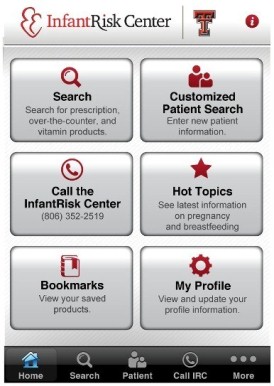 InfantRisk Center
T
i
Search
Search for prescription,
over-the-counter, and
vitamin products.
Customized
Patient Search
Enter new patient
information.
Call the
InfantRisk Center
(806) 352-2519
Hot Topics
See latest information
on pregnancy
and breastfeeding
Bookmarks
View your saved
products.
My Profile
View and update your
profile information.
Home Search Patient Call IRC More